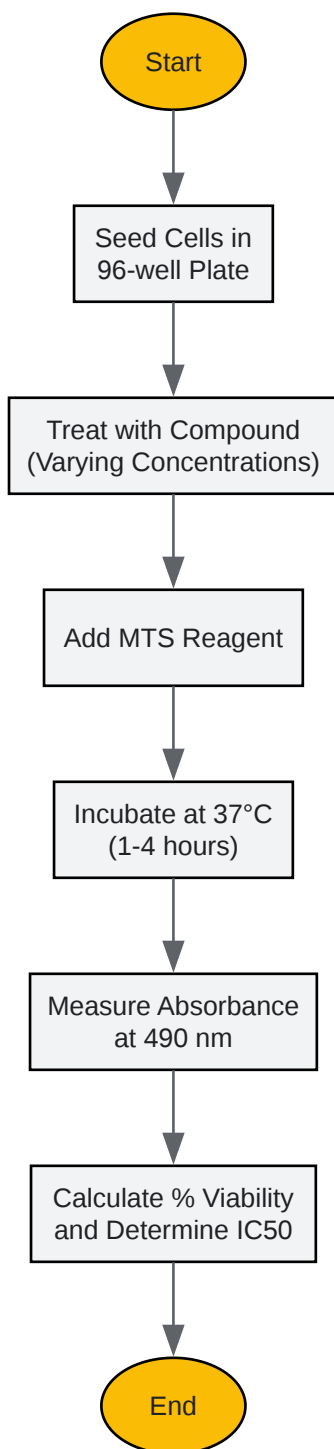 Start
Seed Cells in
96-well Plate
Treat with Compound
(Varying Concentrations)
Add MTS Reagent
Incubate at 37°C
(1-4 hours)
Measure Absorbance
at 490 nm
Calculate % Viability
and Determine IC50
End